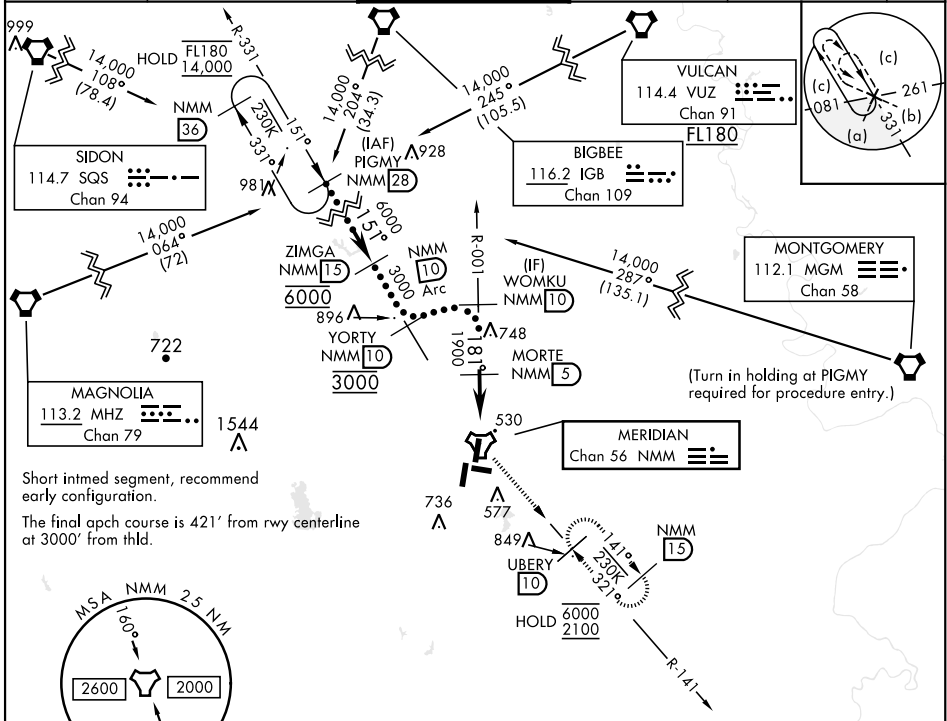 999
14,000
108°
(78.4)
HOLD
FL180
14,000
R-331
NMM
36
230K
331°
151°
14,000
204°
(34.3)
(IAF)
PIGMY
NMM 28
928
981
14,000
245°
(105.5)
VULCAN
114.4 VUZ
Chan 91
FL180
(c)
(c)
081
261
(a)
(b)
331
SIDON
114.7 SQS
Chan 94
BIGBEE
116.2 IGB
Chan 109
14,000
064°
(72)
6000
151°
ZIMGA
NMM 15
6000
3000
NMM
10
Arc
R-001
(IF)
WOMKU
NMM 10
14,000
287°
(135.1)
MONTGOMERY
112.1 MGM
Chan 58
896
YORTY
NMM 10
3000
748
181°
1900
MORTE
NMM 5
722
(Turn in holding at PIGMY
required for procedure entry.)
MAGNOLIA
113.2 MHZ
Chan 79
1544
530
MERIDIAN
Chan 56 NMM
Short intmed segment, recommend
early configuration.
The final apch course is 421' from rwy centerline
at 3000' from thld.
736
577
849
UBERY
10
141°
230K
321°
NMM
15
HOLD
6000
2100
R-141
MSA NMM 25 NM
160°
2600
2000